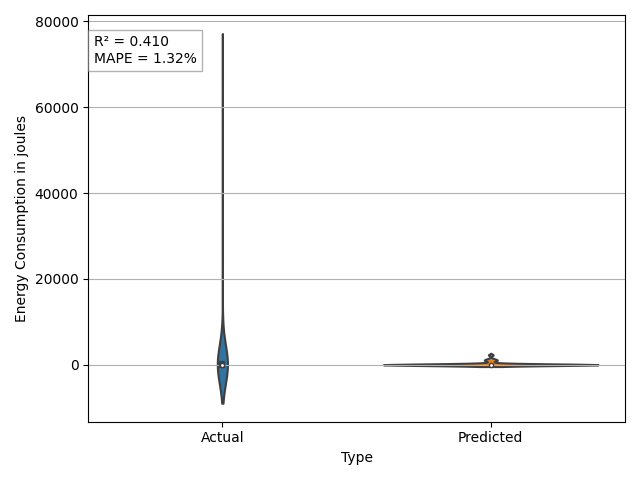 R² = 0.410
MAPE = 1.32%
80000
60000
40000
20000
0
Energy Consumption in joules
Actual
Predicted
Type